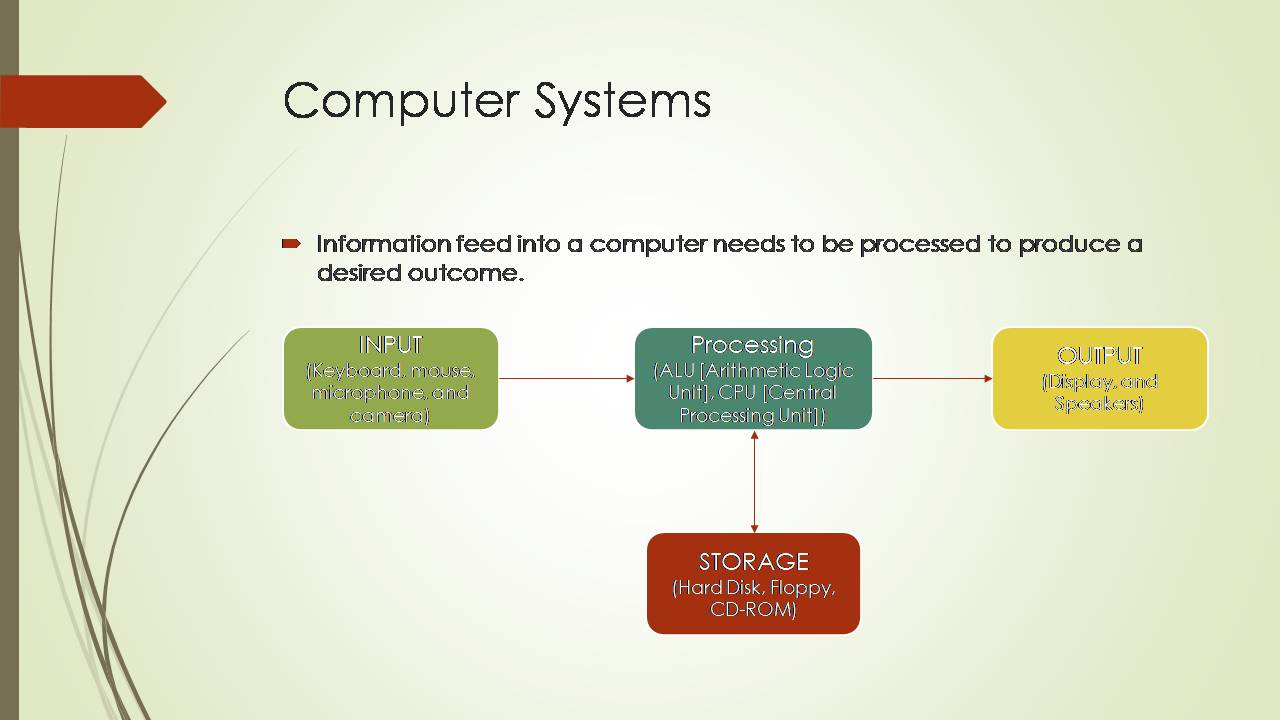 Computer Systems
Information feed into a computer needs to be processed to produce a
desired outcome.
INPUT
(Keyboard, mouse,
microphone, and
camera)
Processing
(ALU [Arithmetic Logic
Unit], CPU [Central
Processing Unit])
OUTPUT
(Display, and
Speakers)
STORAGE
(Hard Disk, Floppy,
CD-ROM)